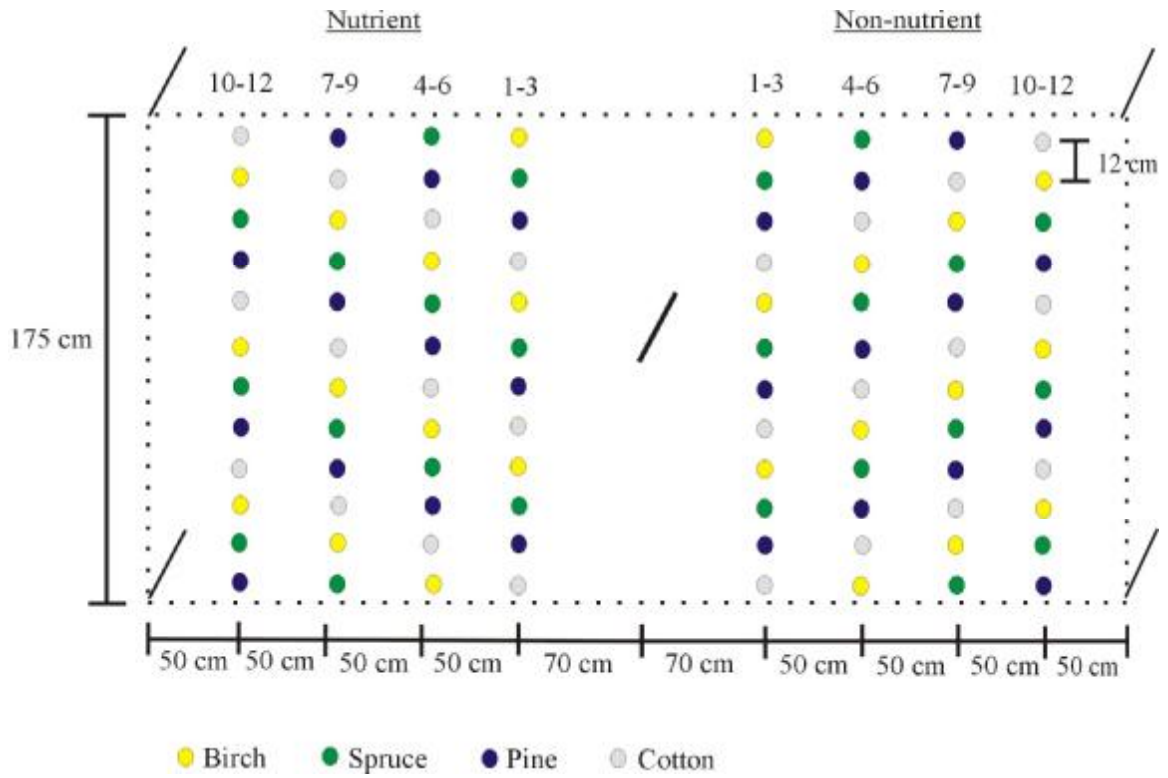 Nutrient Non-nutrient
10-12 7-9 4-6 1-3 1-3 4-6 7-9 10-12
12 cm
175 cm
50 cm 50 cm 50 cm 50 cm 70 cm 70 cm 50 cm 50 cm 50 cm 50 cm
Birch Spruce Pine Cotton